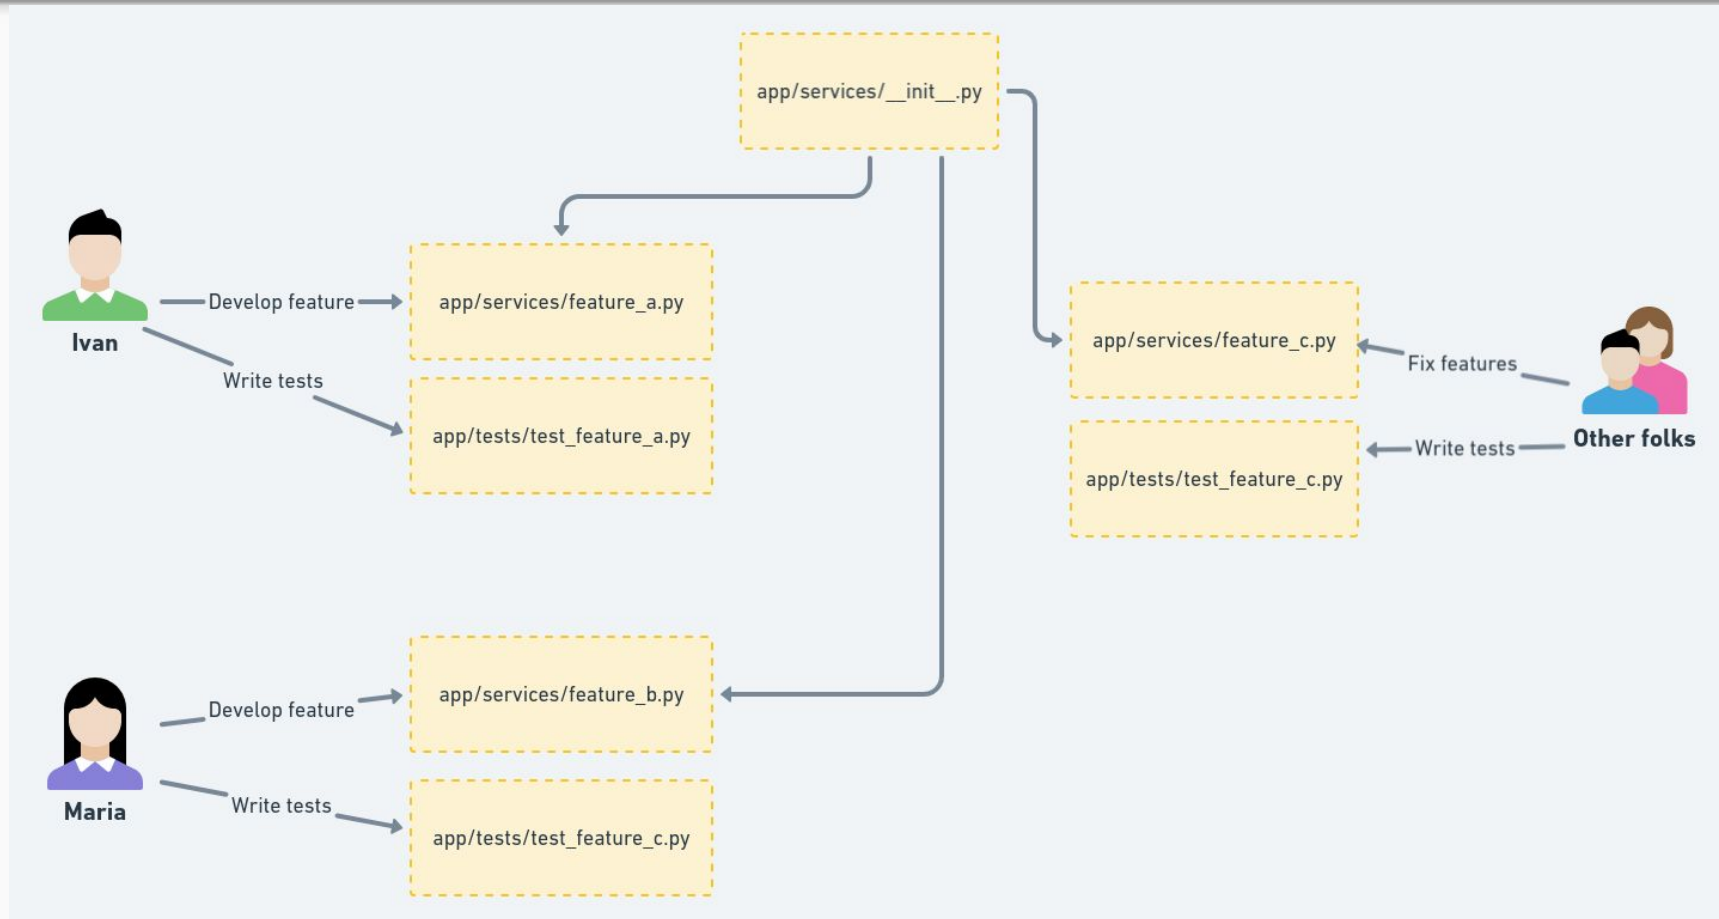 app/services/__init__.py
Ivan
Develop feature
Write tests
app/services/feature_a.py
app/tests/test_feature_a.py
app/services/feature_c.py
app/tests/test_feature_c.py
Fix features
Write tests
Other folks
Maria
Develop feature
Write tests
app/services/feature_b.py
app/tests/test_feature_c.py